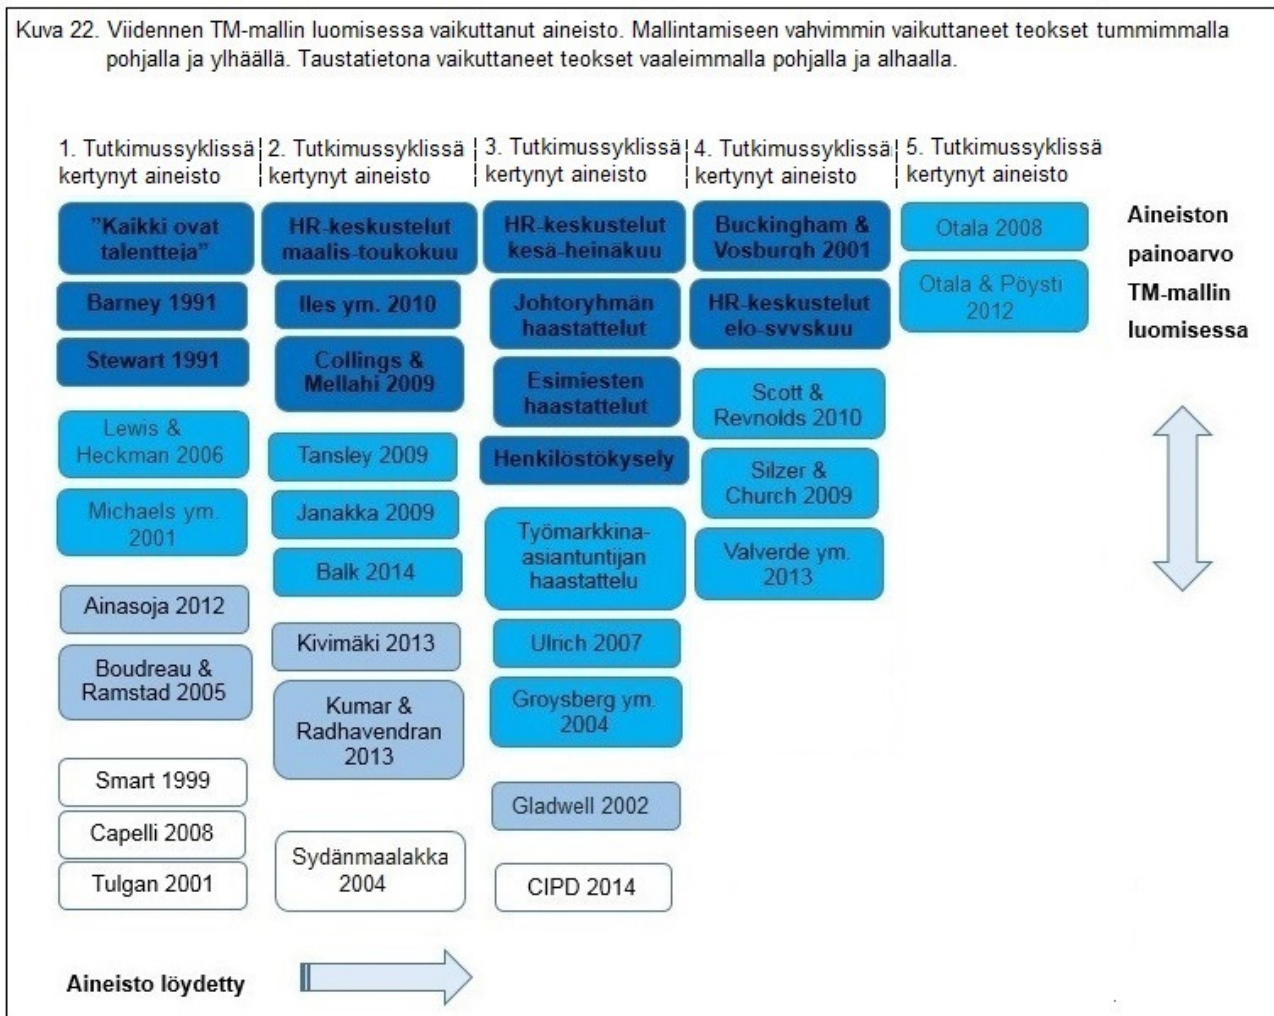 Kuva 22. Viidennen TM-mallin luomisessa vaikuttanut aineisto. Mallintamiseen vahvimmin vaikuttaneet teokset tummimmalla
pohjalla ja ylhäällä. Taustatietona vaikuttaneet teokset vaaleimmalla pohjalla ja alhaalla.
1. Tutkimussyklissä
kertynyt aineisto
"Kaikki ovat
talentteja"
Barney 1991
Stewart 1991
Lewis &
Heckman 2006
Michaels ym.
2001
Ainasoja 2012
Boudreau &
Ramstad 2005
Smart 1999
Capelli 2008
Tulgan 2001
2. Tutkimussyklissä
kertynyt aineisto
HR-keskustelut
maalis-toukokuu
Iles ym. 2010
Collings &
Mellahi 2009
Tansley 2009
Janakka 2009
Balk 2014
Kivimäki 2013
Kumar &
Radhavendran
2013
Sydänmaalakka
2004
3. Tutkimussyklissä
kertynyt aineisto
HR-keskustelut
kesä-heinäkuu
Johtoryhmän
haastattelut
Esimiesten
haastattelut
Henkilöstökysely
Työmarkkina-
asiantuntijan
haastattelu
Ulrich 2007
Groysberg ym.
2004
Gladwell 2002
CIPD 2014
4. Tutkimussyklissä
kertynyt aineisto
Buckingham &
Vosburgh 2001
HR-keskustelut
elo-syyskuu
Scott &
Reynolds 2010
Silzer &
Church 2009
Valverde ym.
2013
5. Tutkimussyklissä
kertynyt aineisto
Otala 2008
Otala & Pöysti
2012
Aineiston
painoarvo
TM-mallin
luomisessa
Aineisto löydetty